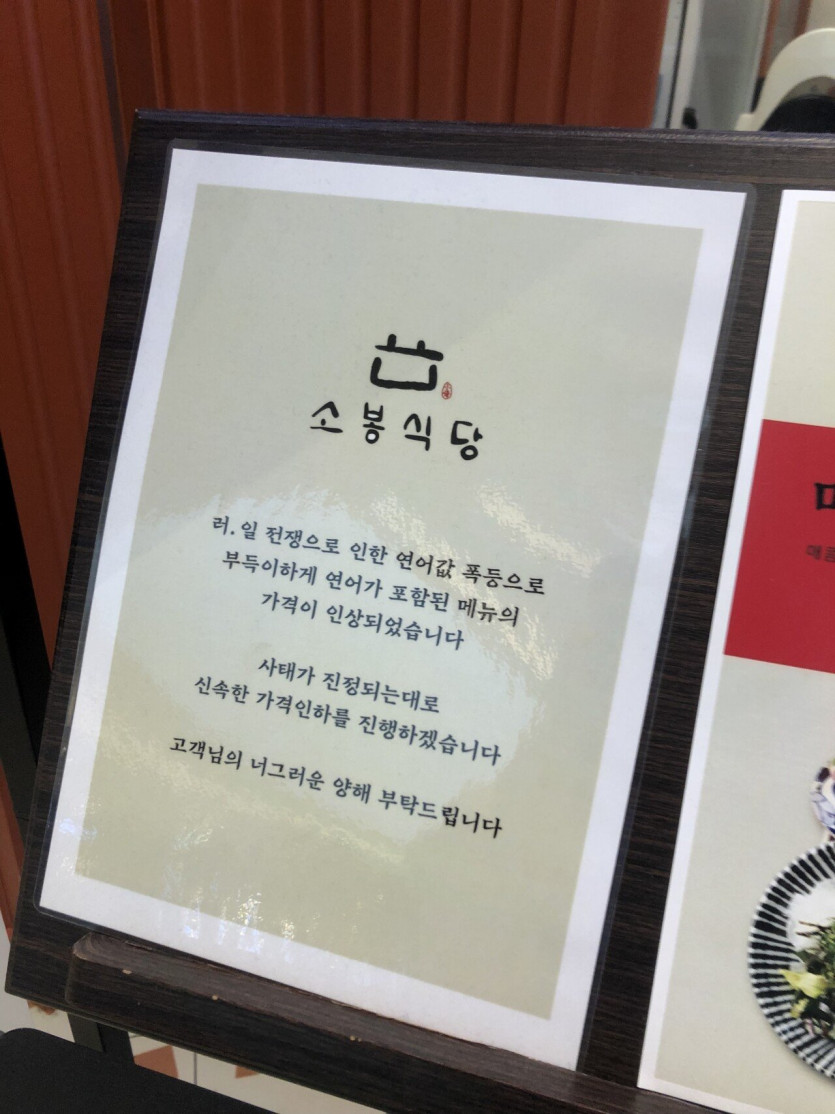 소봉식당
러.일 전쟁으로 인한 연어값 폭등으로
부득이하게 연어가 포함된 메뉴의
가격이 인상되었습니다
사태가 진정되는대로
신속한 가격인하를 진행하겠습니다
고객님의 너그러운 양해 부탁드립니다